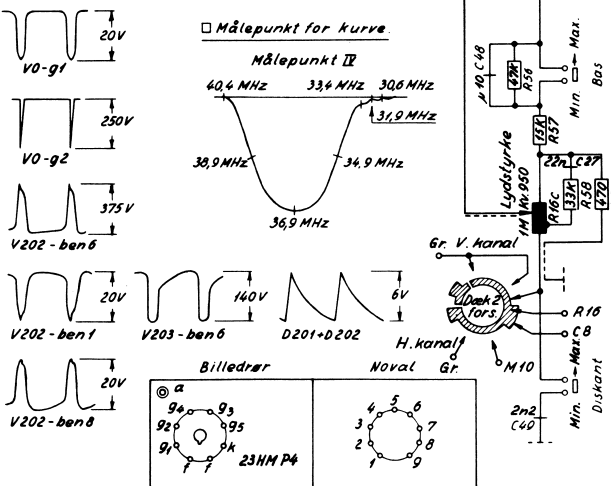 20V
V0-g1
250V
V0-g2
375V
V202-ben6
20V
V202-ben1
140V
V203-ben6
6V
D201+D202
20V
V202-ben8
Målepunkt for kurve.
Målepunkt IV
40,4 MHz
33,4 MHz
30,6 MHz
31,9 MHz
38,9 MHz
34,9 MHz
36,9 MHz
μ10 C48
47K
R56
Max.
Min.
Bas
15K
R57
22n C27
Lydstyrke
1M Kv.950
R16C
33K
R58
470
Gr. V. kanal
Dæk 2
fors.
R16
C8
H. kanal
Gr.
M10
Max.
Min.
Diskant
2n2
C49
Billedrør
a
g4 g3
g2 g5
g1 k
f f
23HM P4
Noval
1 2 3 4 5 6 7 8 9